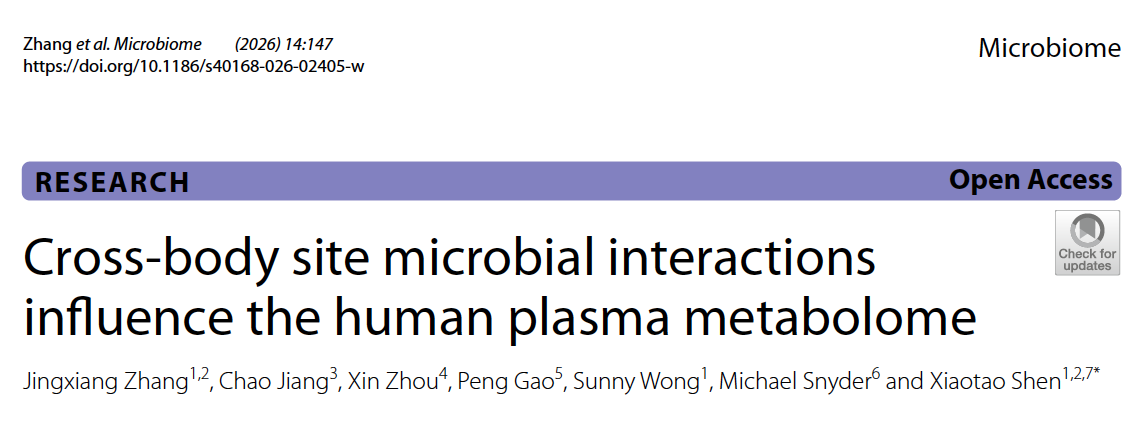 Zhang et al. Microbiome (2026) 14:147
https://doi.org/10.1186/s40168-026-02405-w
Microbiome
RESEARCH
Open Access
Check for
updates
Cross-body site microbial interactions
influence the human plasma metabolome
Jingxiang Zhang1,2, Chao Jiang3, Xin Zhou4, Peng Gao5, Sunny Wong1, Michael Snyder6 and Xiaotao Shen1,2,7*